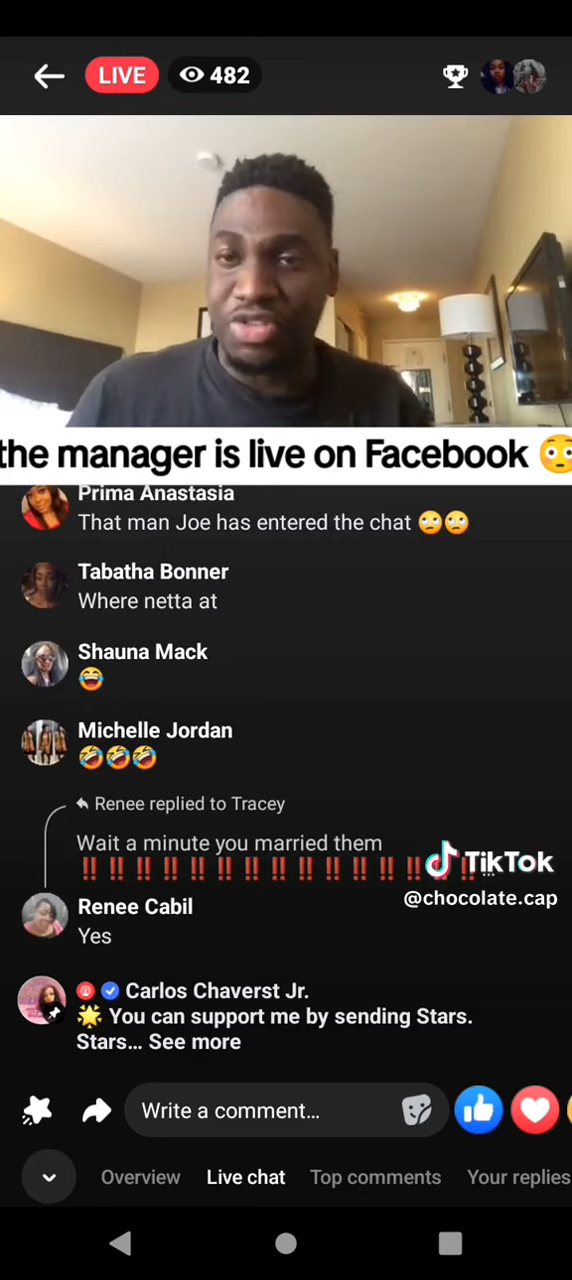 LIVE 482
the manager is live on Facebook 😳
Prima Anastasia
That man Joe has entered the chat 🙄🙄
Tabatha Bonner
Where netta at
Shauna Mack
😂
Michelle Jordan
🤣🤣🤣
Renee replied to Tracey
Wait a minute you married them
‼️‼️‼️‼️‼️‼️‼️‼️‼️‼️‼️‼️‼️‼️...
TikTok
@chocolate.cap
Renee Cabil
Yes
Carlos Chaverst Jr.
🌟 You can support me by sending Stars.
Stars... See more
Write a comment...
Overview Live chat Top comments Your replies